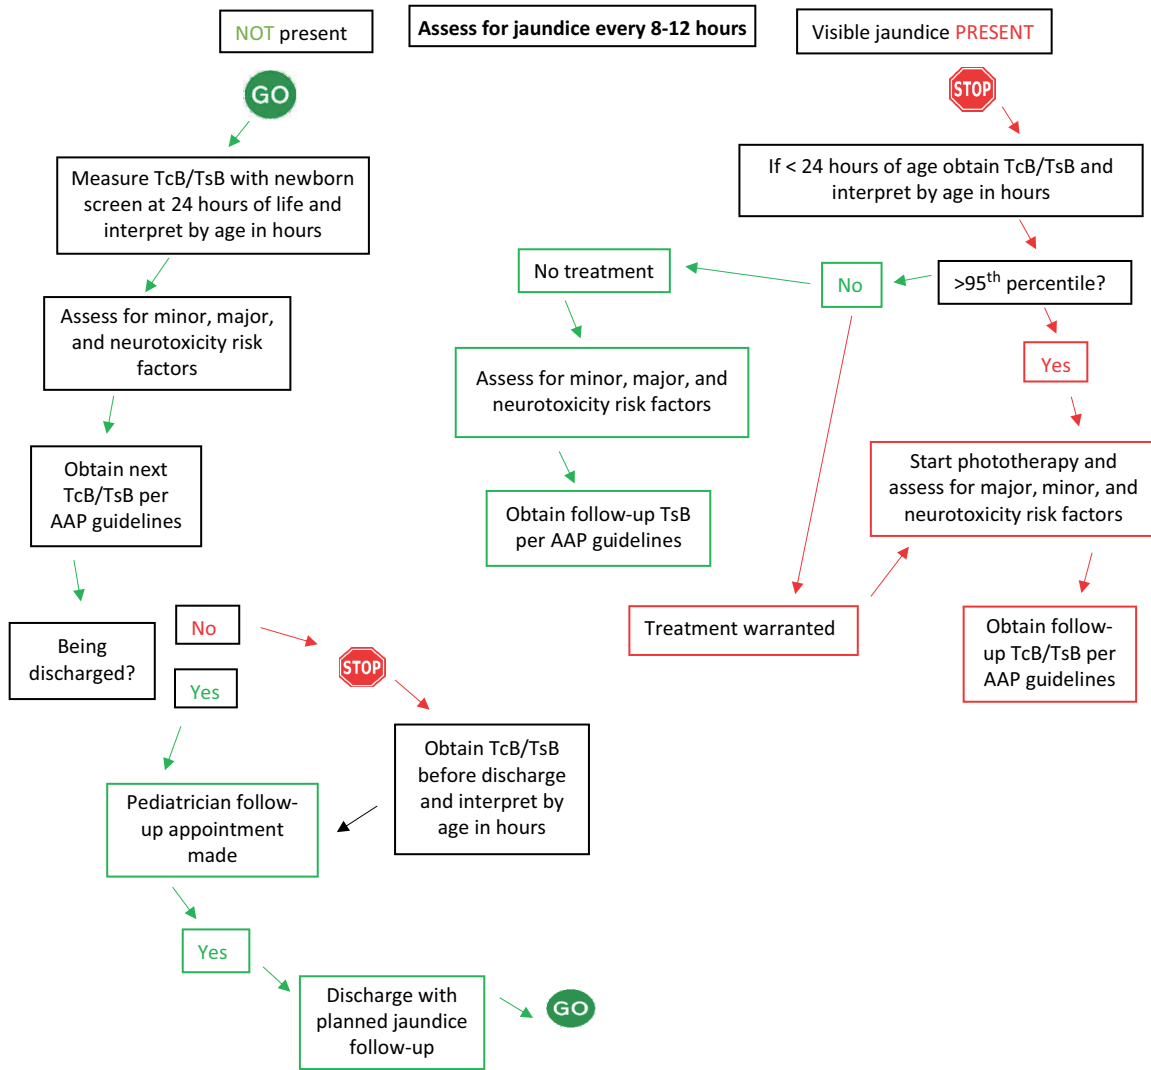 NOT present
Assess for jaundice every 8-12 hours
Visible jaundice PRESENT
GO
STOP
Measure TcB/TsB with newborn
screen at 24 hours of life and
interpret by age in hours
If < 24 hours of age obtain TcB/TsB and
interpret by age in hours
No treatment
No
>95th percentile?
Assess for minor, major,
and neurotoxicity risk
factors
Yes
Assess for minor, major, and
neurotoxicity risk factors
Obtain next
TcB/TsB per
AAP guidelines
Start phototherapy and
assess for major, minor, and
neurotoxicity risk factors
Obtain follow-up TsB
per AAP guidelines
Being
discharged?
No
Yes
STOP
Treatment warranted
Obtain follow-
up TcB/TsB per
AAP guidelines
Obtain TcB/TsB
before discharge
and interpret by
age in hours
Pediatrician follow-
up appointment
made
Yes
Discharge with
planned jaundice
follow-up
GO